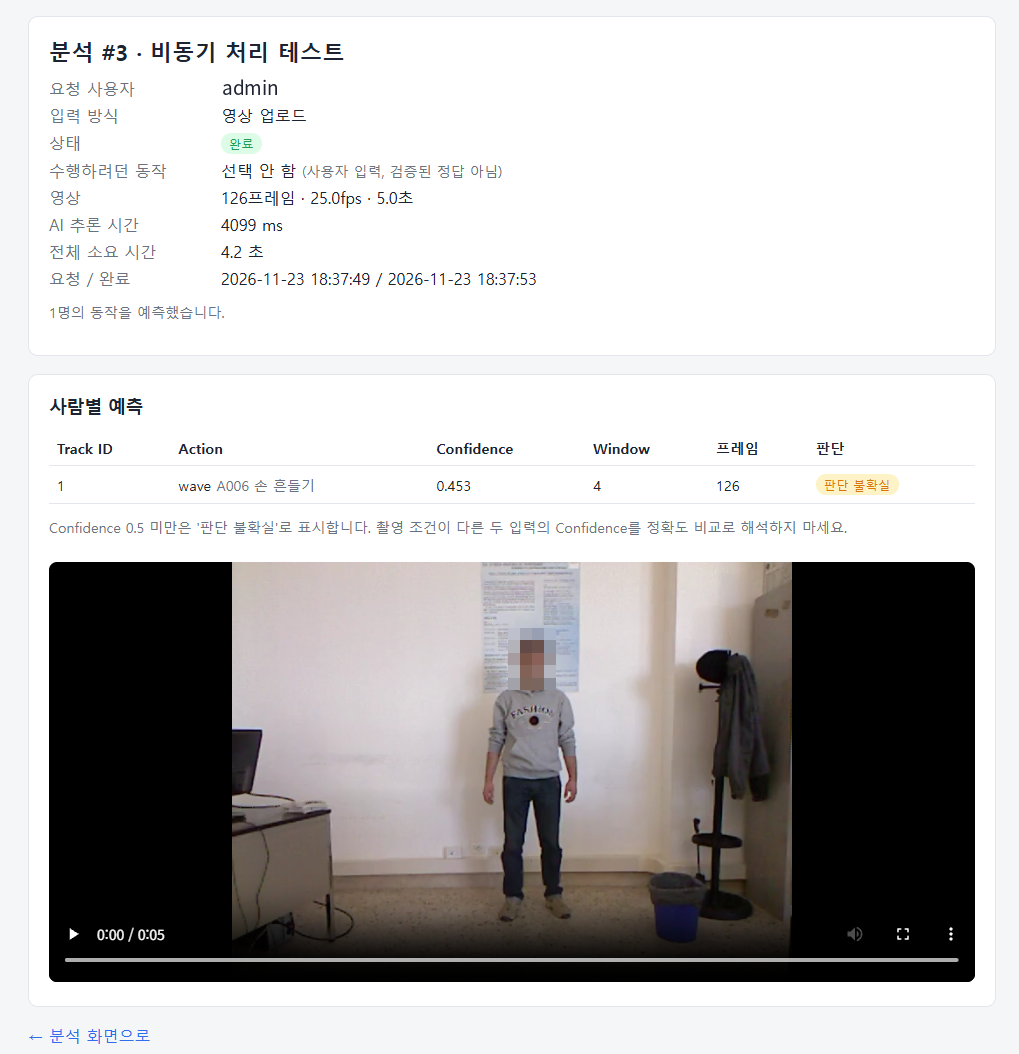 분석 #3 · 비동기 처리 테스트
요청 사용자 admin
입력 방식 영상 업로드
상태 완료
수행하려던 동작 선택 안 함 (사용자 입력, 검증된 정답 아님)
영상 126프레임 · 25.0fps · 5.0초
AI 추론 시간 4099 ms
전체 소요 시간 4.2 초
요청 / 완료 2026-11-23 18:37:49 / 2026-11-23 18:37:53
1명의 동작을 예측했습니다.
사람별 예측
Track ID Action Confidence Window 프레임 판단
1 wave A006 손 흔들기 0.453 4 126 판단 불확실
Confidence 0.5 미만은 '판단 불확실'로 표시합니다. 촬영 조건이 다른 두 입력의 Confidence를 정확도 비교로 해석하지 마세요.
FASHION
0:00 / 0:05
← 분석 화면으로